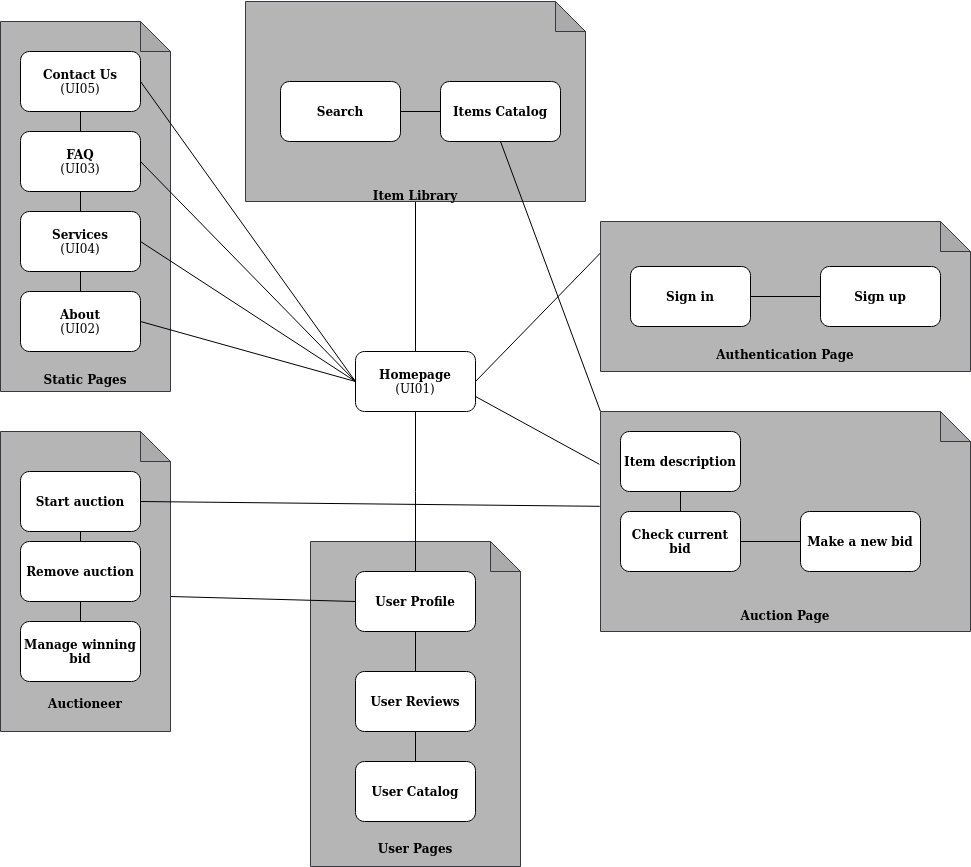 Contact Us
(UI05)
FAQ
(UI03)
Services
(UI04)
About
(UI02)
Static Pages
Search
Items Catalog
Item Library
Homepage
(UI01)
Sign in
Sign up
Authentication Page
Item description
Check current
bid
Make a new bid
Auction Page
Start auction
Remove auction
Manage winning
bid
Auctioneer
User Profile
User Reviews
User Catalog
User Pages